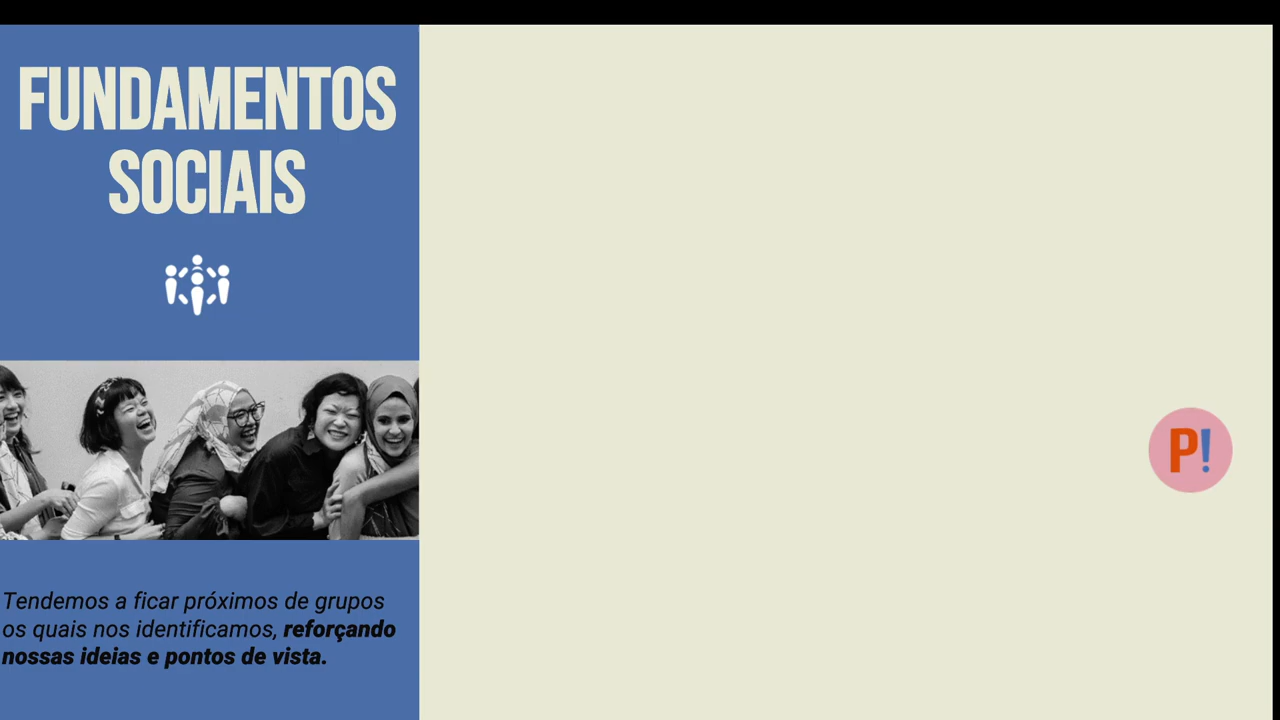 FUNDAMENTOS
SOCIAIS
Tendemos a ficar próximos de grupos
os quais nos identificamos, reforçando
nossas ideias e pontos de vista.
P!